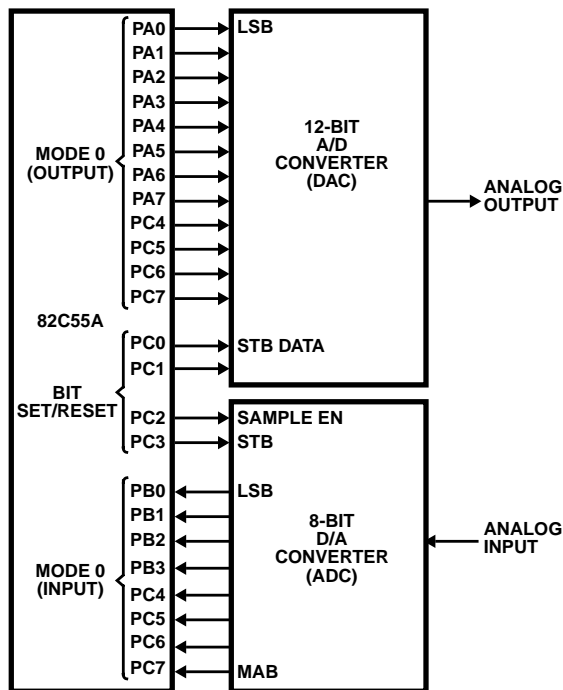 PA0
PA1
PA2
PA3
PA4
PA5
PA6
PA7
PC4
PC5
PC6
PC7
MODE 0
(OUTPUT)
82C55A
PC0
PC1
PC2
PC3
BIT
SET/RESET
PB0
PB1
PB2
PB3
PC4
PC5
PC6
PC7
MODE 0
(INPUT)
LSB
12-BIT
A/D
CONVERTER
(DAC)
STB DATA
ANALOG
OUTPUT
SAMPLE EN
STB
LSB
8-BIT
D/A
CONVERTER
(ADC)
MAB
ANALOG
INPUT